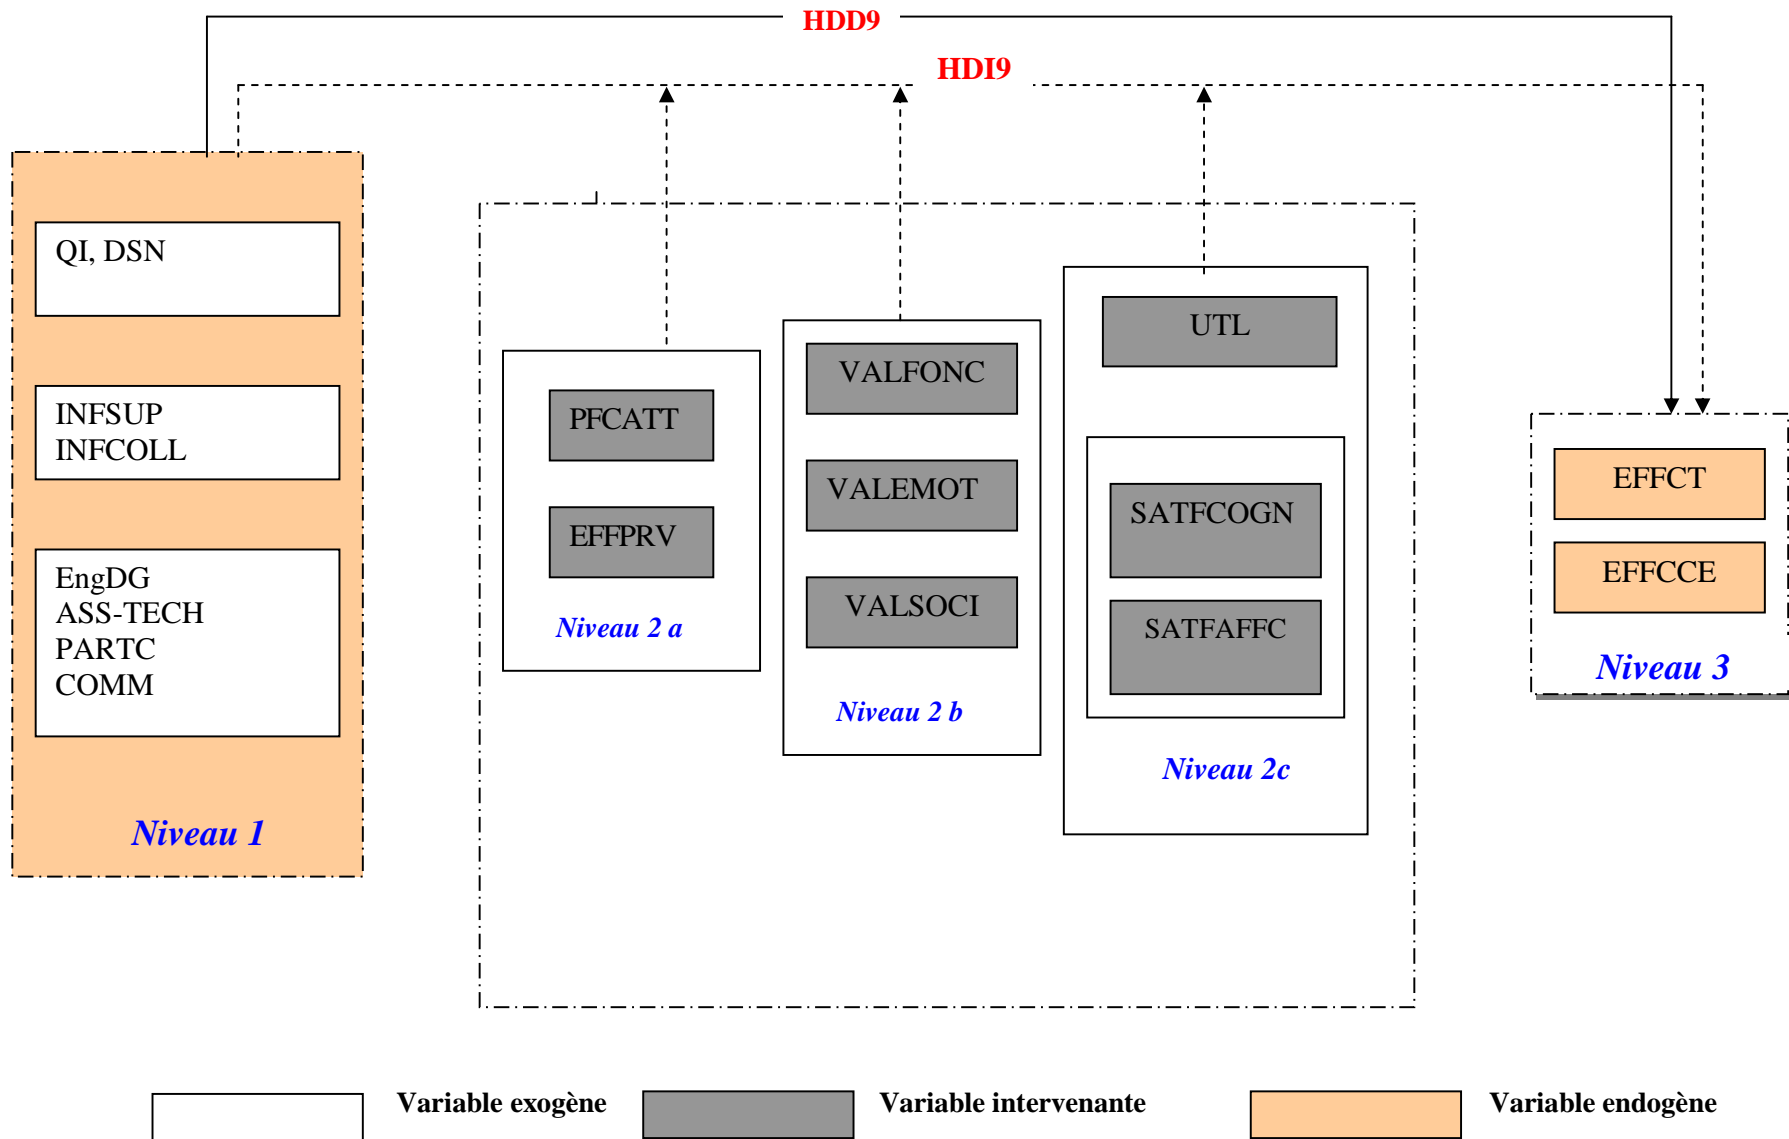 HDD9
HDI9
QI, DSN
INFSUP
INFCOLL
EngDG
ASS-TECH
PARTC
COMM
Niveau 1
PFCATT
EFFPRV
Niveau 2 a
VALFONC
VALEMOT
VALSOCI
Niveau 2 b
UTL
SATFCOGN
SATFAFFC
Niveau 2c
EFFCT
EFFCCE
Niveau 3
Variable exogène
Variable intervenante
Variable endogène